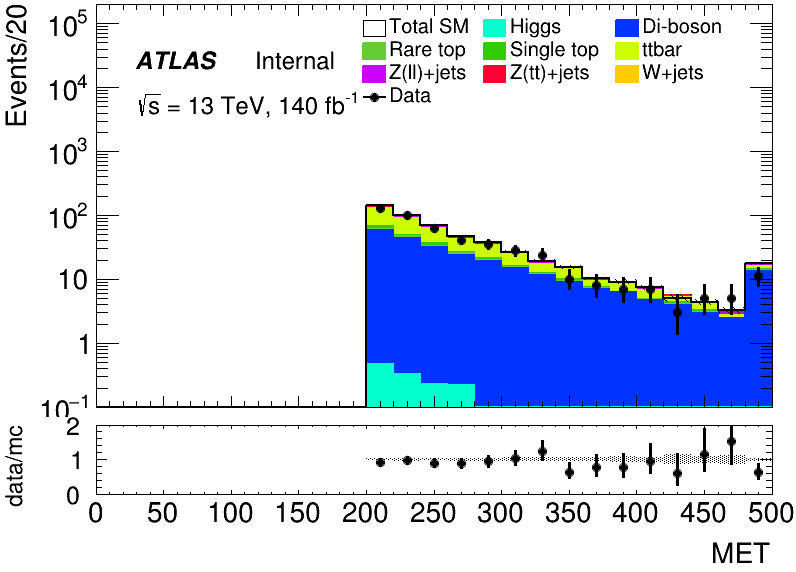 Events/20
10⁵
10⁴
10³
10²
10
1
10⁻¹
ATLAS Internal
√s = 13 TeV, 140 fb⁻¹
Total SM Higgs Di-boson
Rare top Single top ttbar
Z(ll)+jets Z(tt)+jets W+jets
Data
data/mc
2
1
0
0 50 100 150 200 250 300 350 400 450 500
MET